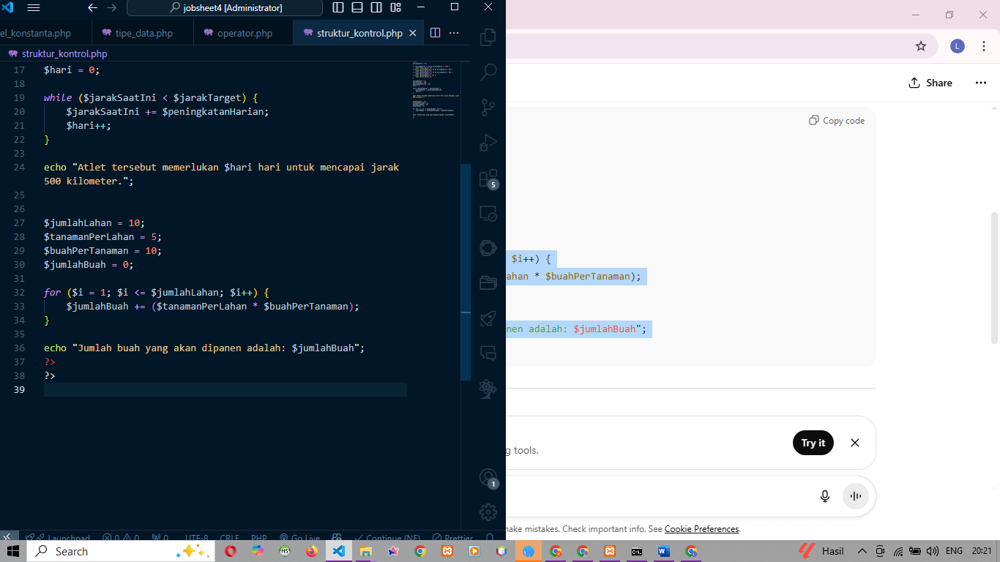 jobsheet4 [Administrator]
el_konstanta.php
tipe_data.php
operator.php
struktur_kontrol.php
struktur_kontrol.php
17 $hari = 0;
18
19 while ($jarakSaatIni < $jarakTarget) {
20 $jarakSaatIni += $peningkatanHarian;
21 $hari++;
22 }
23
24 echo "Atlet tersebut memerlukan $hari hari untuk mencapai jarak
500 kilometer.";
25
26
27 $jumlahLahan = 10;
28 $tanamanPerLahan = 5;
29 $buahPerTanaman = 10;
30 $jumlahBuah = 0;
31
32 for ($i = 1; $i <= $jumlahLahan; $i++) {
33 $jumlahBuah += ($tanamanPerLahan * $buahPerTanaman);
34 }
35
36 echo "Jumlah buah yang akan dipanen adalah: $jumlahBuah";
37 ?>
38 ?>
39
5
1
Launchpad
0 0
0
UTF-8
CRLF
PHP
Go Live
Continue (NE)
Prettier
L
Share
Copy code
$i++) {
ahan * $buahPerTanaman);
nen adalah: $jumlahBuah";
Try it
g tools.
make mistakes. Check important info. See Cookie Preferences.
Search
Hasil
ENG
20:21